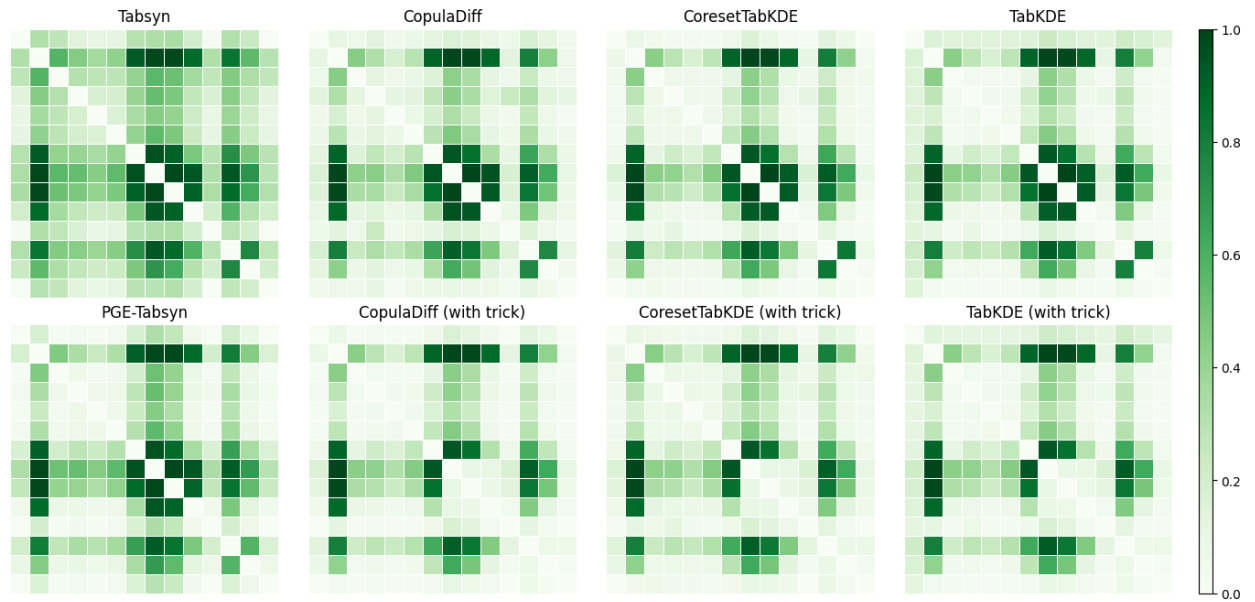 Tabsyn
CopulaDiff
CoresetTabKDE
TabKDE
PGE-Tabsyn
CopulaDiff (with trick)
CoresetTabKDE (with trick)
TabKDE (with trick)
1.0
0.8
0.6
0.4
0.2
0.0